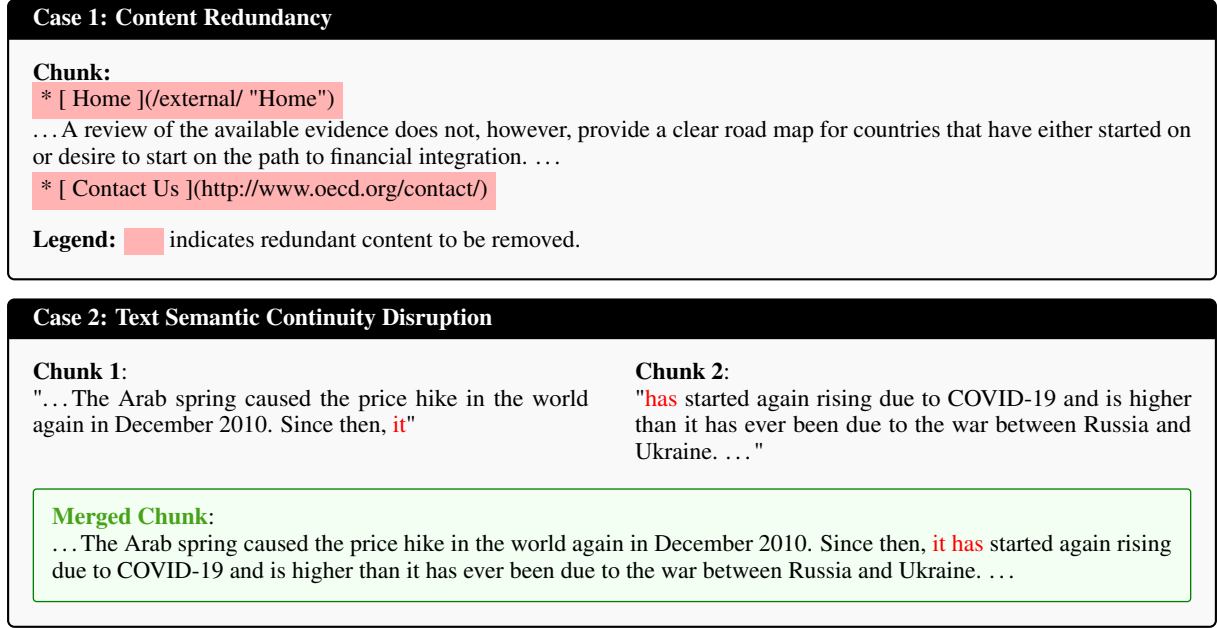 Case 1: Content Redundancy
Chunk:
* [ Home ](/external/ "Home")
...A review of the available evidence does not, however, provide a clear road map for countries that have either started on
or desire to start on the path to financial integration. ...
* [ Contact Us ](http://www.oecd.org/contact/)
Legend: indicates redundant content to be removed.
Case 2: Text Semantic Continuity Disruption
Chunk 1:
"...The Arab spring caused the price hike in the world
again in December 2010. Since then, it"
Chunk 2:
"has started again rising due to COVID-19 and is higher
than it has ever been due to the war between Russia and
Ukraine. ..."
Merged Chunk:
...The Arab spring caused the price hike in the world again in December 2010. Since then, it has started again rising
due to COVID-19 and is higher than it has ever been due to the war between Russia and Ukraine. ...